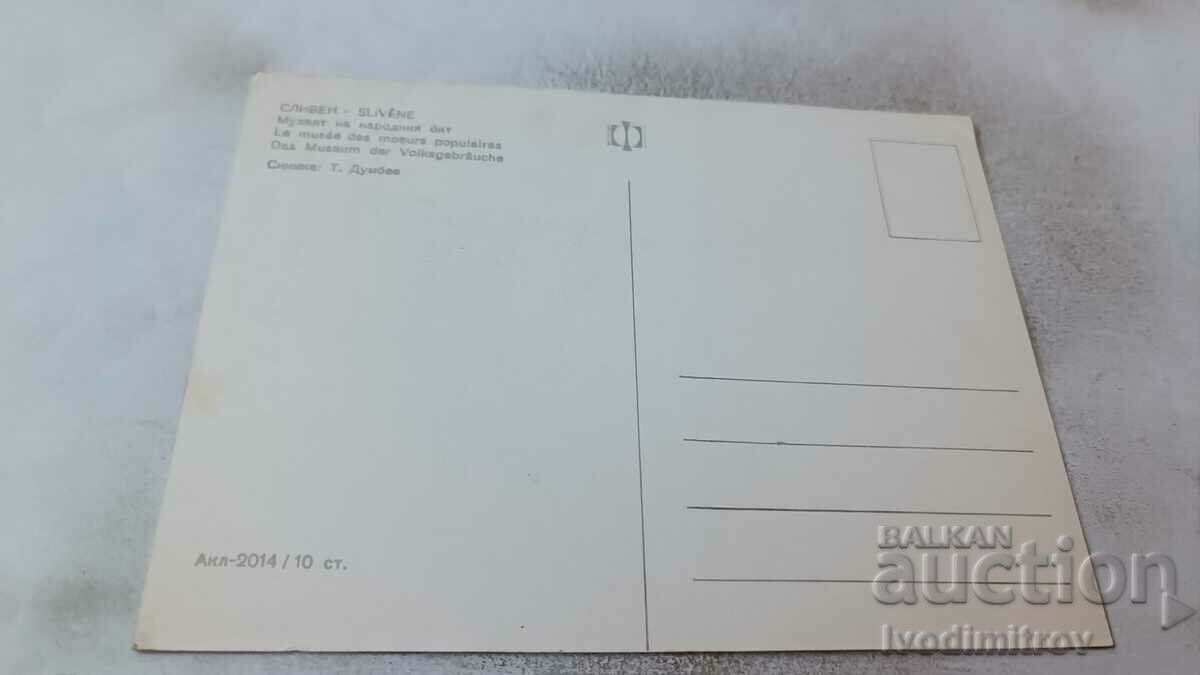 СЛИВЕН - SLIVÈNE
Музеят на народния бит
Le musée des moeurs populaires
Das Museum der Volksgebräuche
Снимка: Т. Думбев
Акл-2014 / 10 ст.
BALKAN
auction
Ivodimitrov